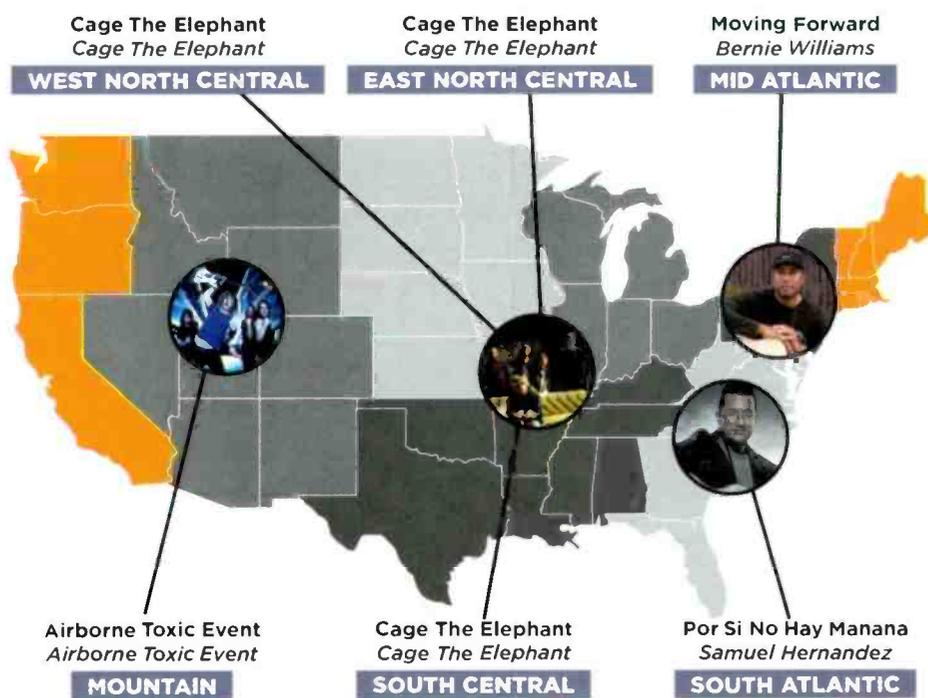 Cage The Elephant
Cage The Elephant
WEST NORTH CENTRAL
Cage The Elephant
Cage The Elephant
EAST NORTH CENTRAL
Moving Forward
Bernie Williams
MID ATLANTIC
Airborne Toxic Event
Airborne Toxic Event
MOUNTAIN
Cage The Elephant
Cage The Elephant
SOUTH CENTRAL
Por Si No Hay Manana
Samuel Hernandez
SOUTH ATLANTIC